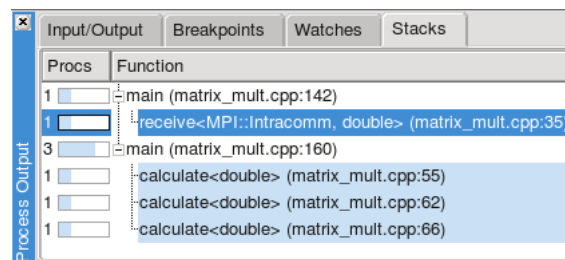 Input/Output Breakpoints Watches Stacks
Procs Function
1 main (matrix_mult.cpp:142)
1 receive<MPI::Intracomm, double> (matrix_mult.cpp:35
3 main (matrix_mult.cpp:160)
1 calculate<double> (matrix_mult.cpp:55)
1 calculate<double> (matrix_mult.cpp:62)
1 calculate<double> (matrix_mult.cpp:66)
Process Output